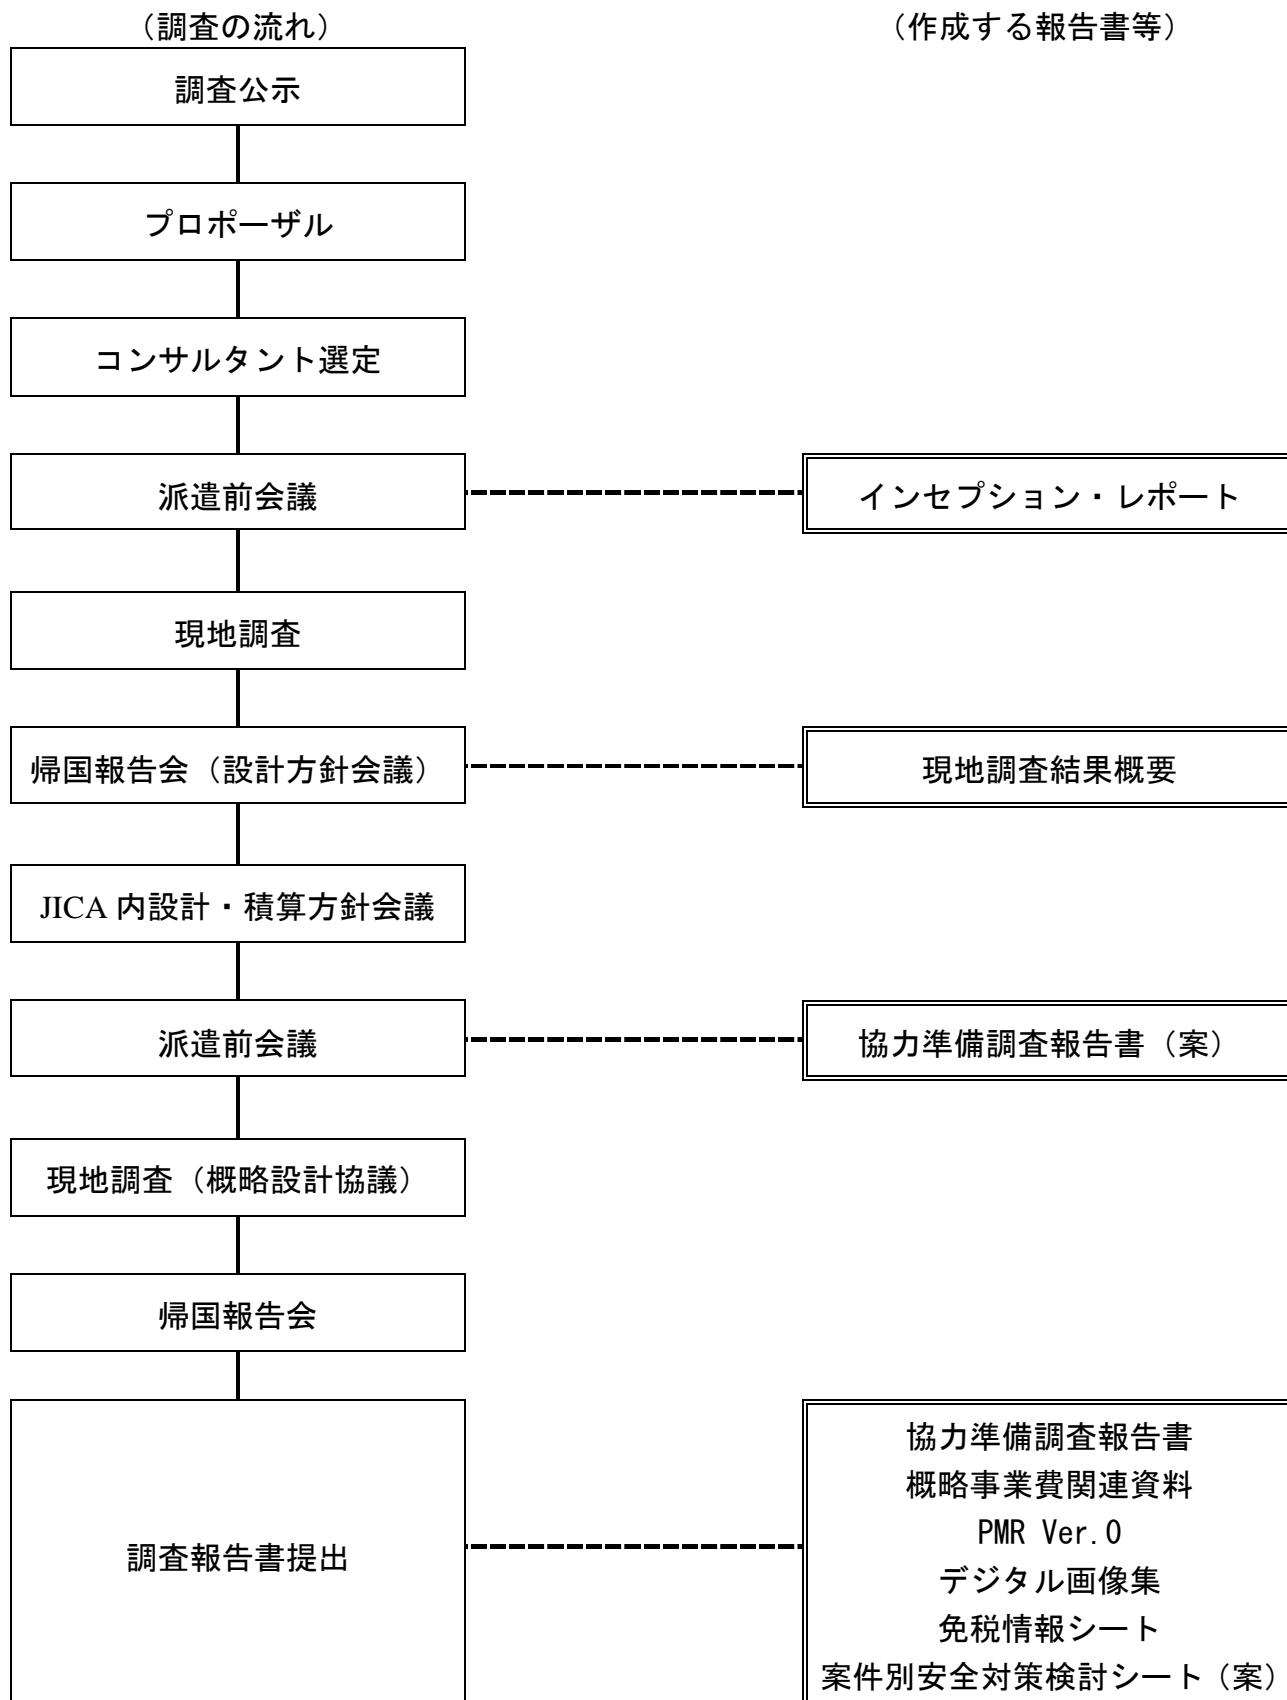 （調査の流れ）
（作成する報告書等）
調査公示
プロポーザル
コンサルタント選定
派遣前会議
インセプション・レポート
現地調査
帰国報告会（設計方針会議）
現地調査結果概要
JICA 内設計・積算方針会議
派遣前会議
協力準備調査報告書（案）
現地調査（概略設計協議）
帰国報告会
調査報告書提出
協力準備調査報告書
概略事業費関連資料
PMR Ver.0
デジタル画像集
免税情報シート
案件別安全対策検討シート（案）